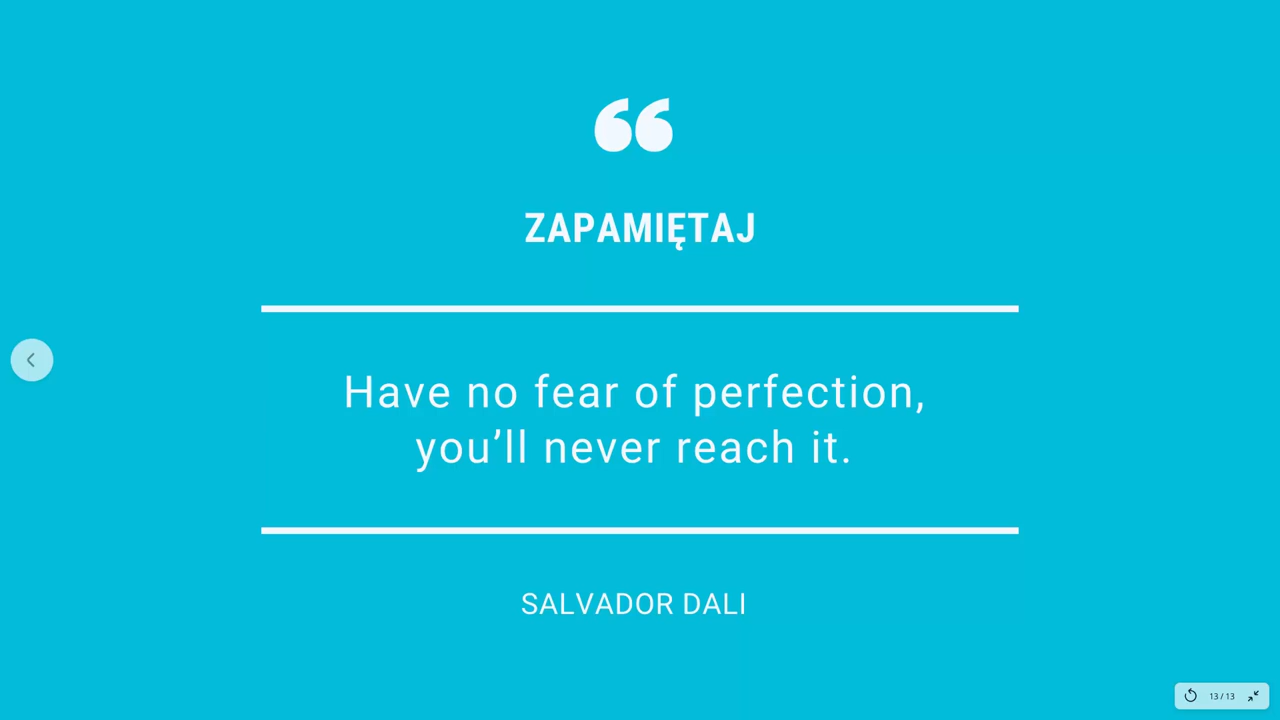 ❝
ZAPAMIĘTAJ
Have no fear of perfection,
you’ll never reach it.
SALVADOR DALI
13 / 13